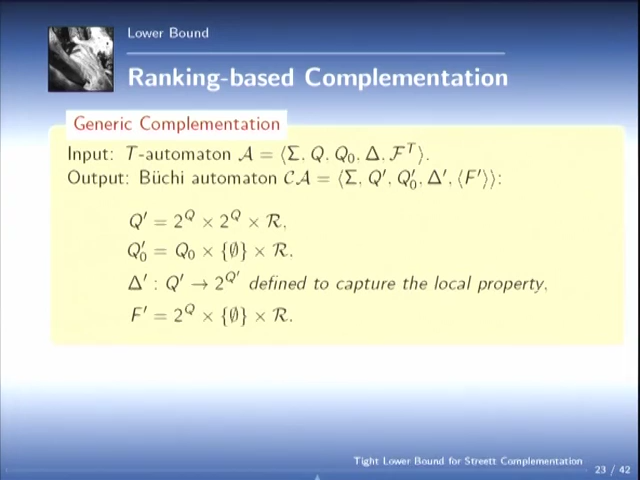 Lower Bound
Ranking-based Complementation
Generic Complementation
Input: T-automaton 𝒜 = ⟨Σ, Q, Q₀, Δ, ℱᵀ⟩.
Output: Büchi automaton 𝒞𝒜 = ⟨Σ, Q′, Q′₀, Δ′, ⟨F′⟩⟩:
Q′ = 2^Q × 2^Q × ℛ,
Q′₀ = Q₀ × {∅} × ℛ.
Δ′ : Q′ → 2^Q′ defined to capture the local property,
F′ = 2^Q × {∅} × ℛ.
Tight Lower Bound for Streett Complementation
23 / 42